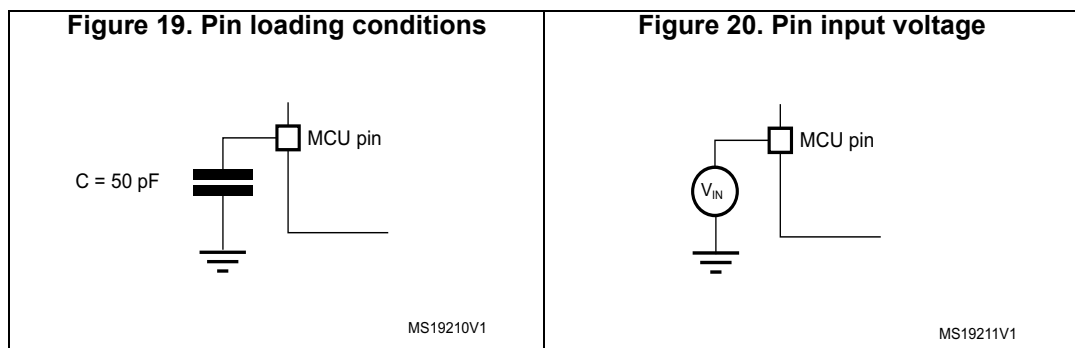 Figure 19. Pin loading conditions
MCU pin
C = 50 pF
MS19210V1
Figure 20. Pin input voltage
MCU pin
VIN
MS19211V1